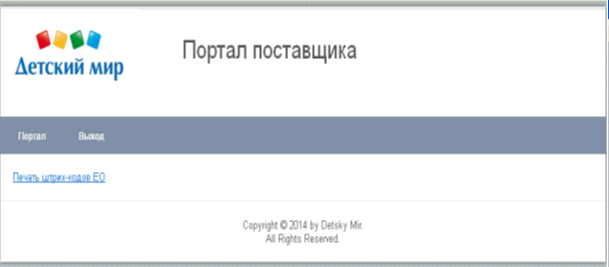 Детский мир
Портал поставщика
Портал Выход
Печать штрих-кодов ЕО
Copyright © 2014 by Detsky Mir.
All Rights Reserved.